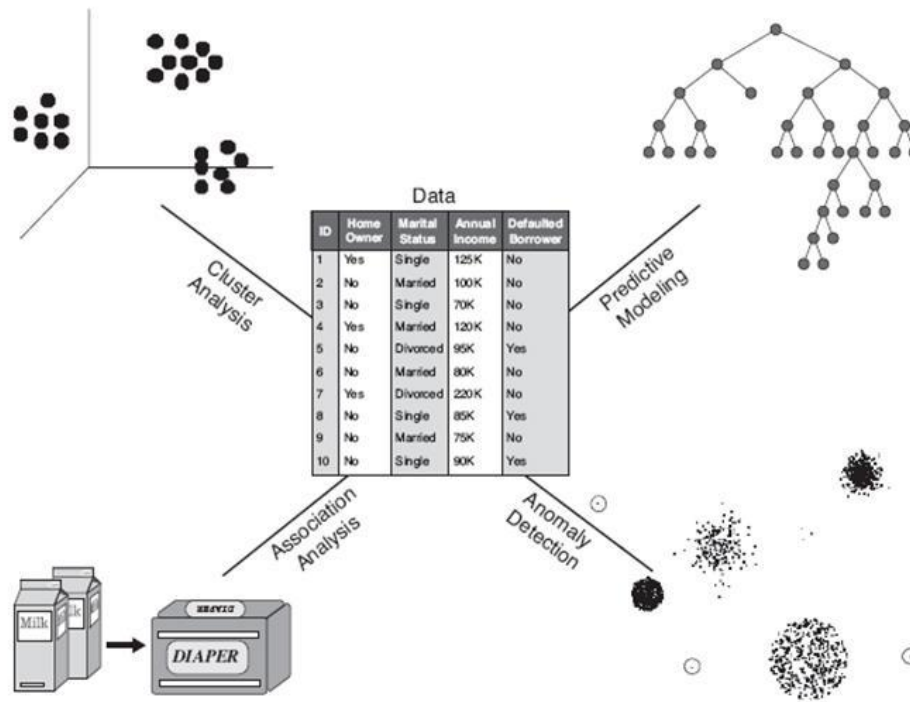 Data
ID Home Owner Marital Status Annual Income Defaulted Borrower
1 Yes Single 125K No
2 No Married 100K No
3 No Single 70K No
4 Yes Married 120K No
5 No Divorced 95K Yes
6 No Married 80K No
7 Yes Divorced 220K No
8 No Single 85K Yes
9 No Married 75K No
10 No Single 90K Yes
Cluster
Analysis
Predictive
Modeling
Association
Analysis
Anomaly
Detection
Milk
DIAPER
DIAPER